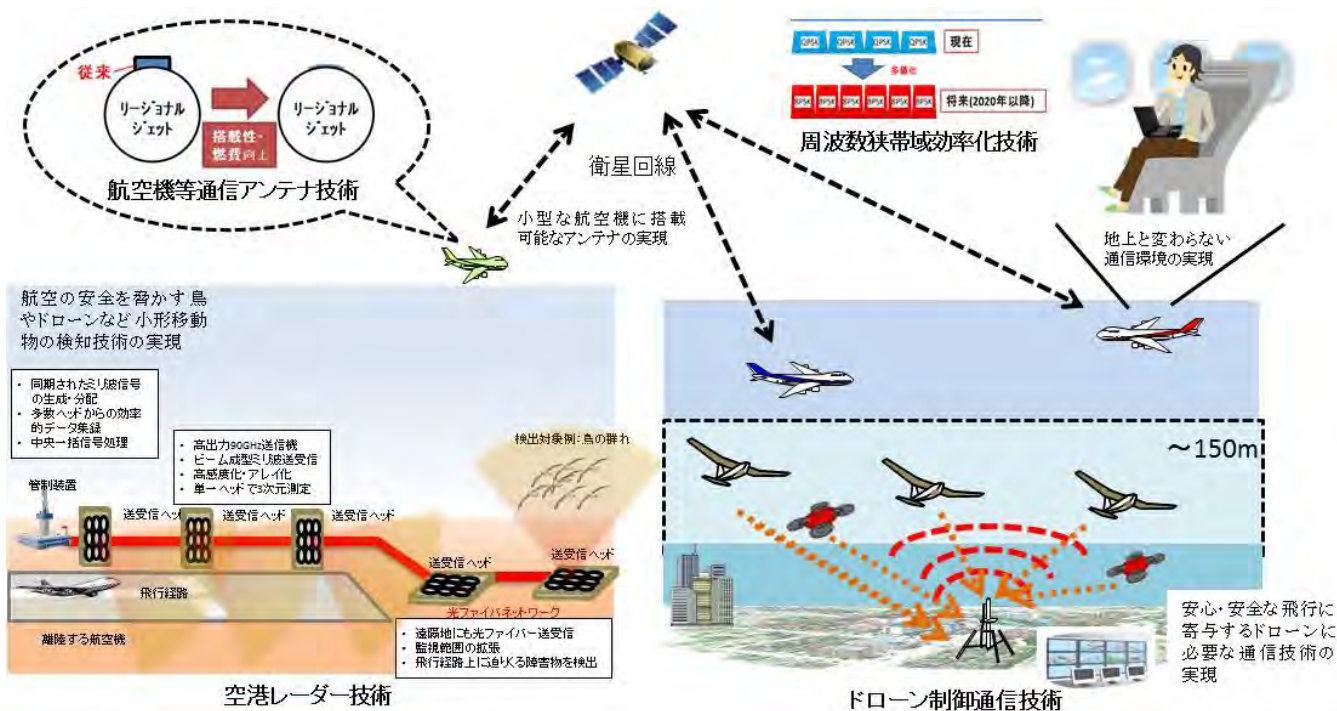 従来
リージョナル
ジェット
搭載性・
燃費向上
リージョナル
ジェット
航空機等通信アンテナ技術
衛星回線
小型な航空機に搭載
可能なアンテナの実現
QPSK QPSK QPSK QPSK
現在
多値化
8PSK 8PSK 8PSK 8PSK 8PSK 8PSK
将来(2020年以降)
周波数狭帯域効率化技術
地上と変わらない
通信環境の実現
航空の安全を脅かす鳥
やドローンなど小形移動
物の検知技術の実現
• 同期されたミリ波信号
の生成・分配
• 多数ヘッドからの効率
的データ集録
• 中央一括信号処理
• 高出力90GHz送信機
• ビーム成型ミリ波送受信
• 高感度化・アレイ化
• 単一ヘッドで3次元測定
検出対象例:鳥の群れ
管制装置
送受信ヘッド
送受信ヘッド
送受信ヘッド
送受信ヘッド
送受信ヘッド
飛行経路
光ファイバネットワーク
離陸する航空機
• 遠隔地にも光ファイバー送受信
• 監視範囲の拡張
• 飛行経路上に迫りくる障害物を検出
空港レーダー技術
~150m
安心・安全な飛行に
寄与するドローンに
必要な通信技術の
実現
ドローン制御通信技術